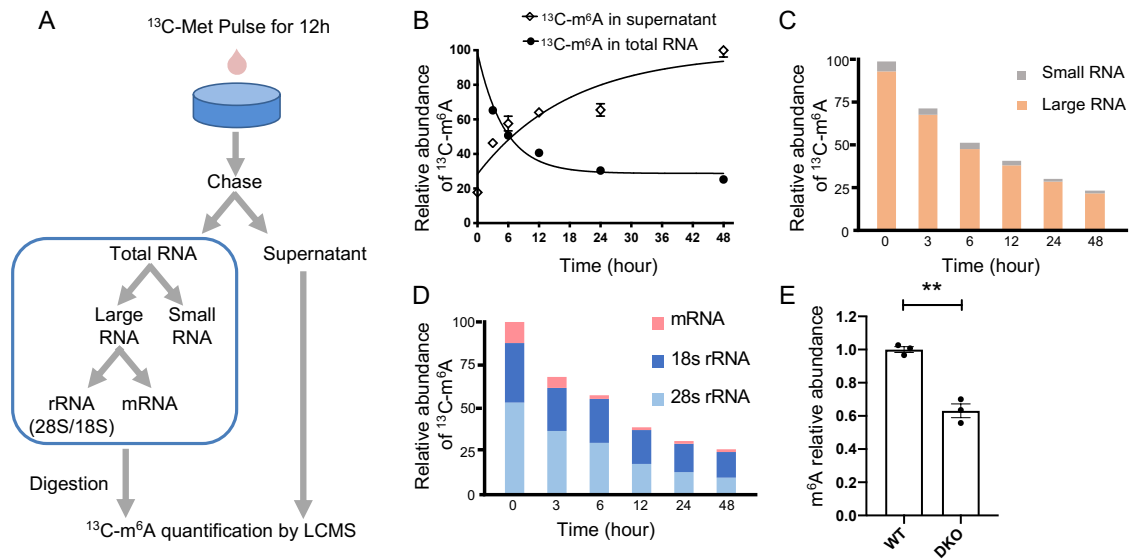 A
¹³C-Met Pulse for 12h
Chase
Total RNA
Supernatant
Large
RNA
Small
RNA
rRNA
(28S/18S)
mRNA
Digestion
¹³C-m⁶A quantification by LCMS
B
¹³C-m⁶A in supernatant
¹³C-m⁶A in total RNA
Relative abundance
of ¹³C-m⁶A
100
80
60
40
20
0
0 6 12 18 24 30 36 42 48
Time (hour)
C
Small RNA
Large RNA
Relative abundance
of ¹³C-m⁶A
100
75
50
25
0
0 3 6 12 24 48
Time (hour)
D
mRNA
18s rRNA
28s rRNA
Relative abundance
of ¹³C-m⁶A
100
75
50
25
0
0 3 6 12 24 48
Time (hour)
E
**
m⁶A relative abundance
1.2
1.0
0.8
0.6
0.4
0.2
0.0
WT DKO